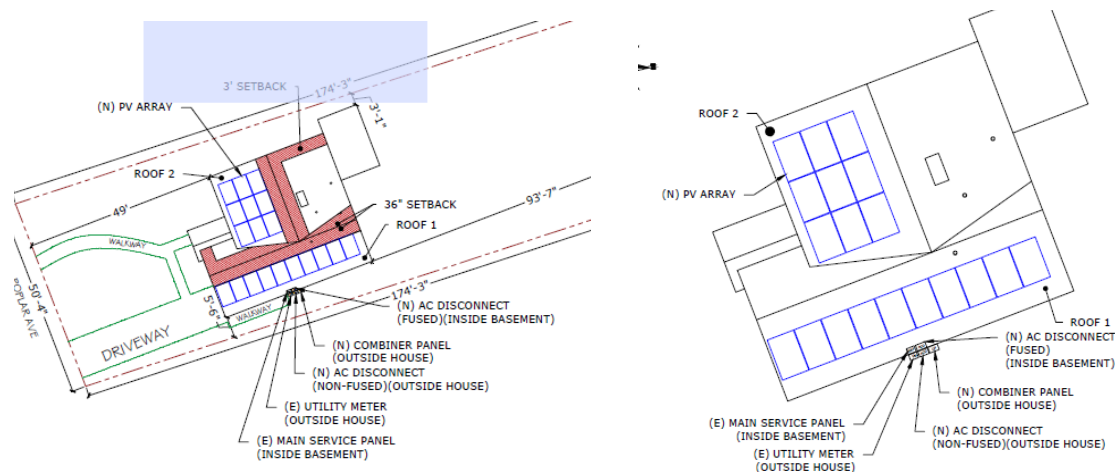 3' SETBACK
174'-3"
(N) PV ARRAY
3'-1"
ROOF 2
49'
36" SETBACK
ROOF 1
93'-7"
WALKWAY
50'-4"
POPLAR AVE
5'-6"
WALKWAY
174'-3"
DRIVEWAY
(N) AC DISCONNECT
(FUSED)(INSIDE BASEMENT)
(N) COMBINER PANEL
(OUTSIDE HOUSE)
(N) AC DISCONNECT
(NON-FUSED)(OUTSIDE HOUSE)
(E) UTILITY METER
(OUTSIDE HOUSE)
(E) MAIN SERVICE PANEL
(INSIDE BASEMENT)
ROOF 2
(N) PV ARRAY
ROOF 1
(N) AC DISCONNECT
(FUSED)
(INSIDE BASEMENT)
(N) COMBINER PANEL
(OUTSIDE HOUSE)
(E) MAIN SERVICE PANEL
(INSIDE BASEMENT)
(N) AC DISCONNECT
(NON-FUSED)(OUTSIDE HOUSE)
(E) UTILITY METER
(OUTSIDE HOUSE)